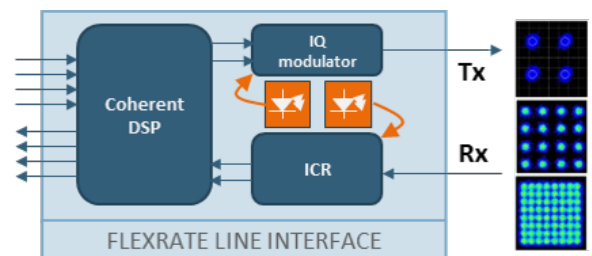 Coherent
DSP
IQ
modulator
Tx
Rx
ICR
FLEXRATE LINE INTERFACE